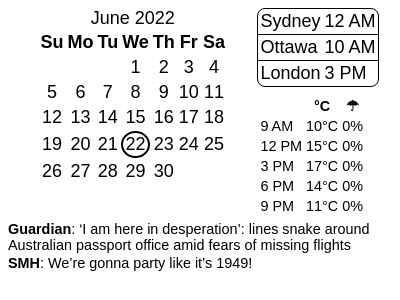 June 2022
Su Mo Tu We Th Fr Sa
1 2 3 4
5 6 7 8 9 10 11
12 13 14 15 16 17 18
19 20 21 22 23 24 25
26 27 28 29 30
Sydney 12 AM
Ottawa 10 AM
London 3 PM
°C ☂
9 AM 10°C 0%
12 PM 15°C 0%
3 PM 17°C 0%
6 PM 14°C 0%
9 PM 11°C 0%
Guardian: ‘I am here in desperation’: lines snake around
Australian passport office amid fears of missing flights
SMH: We’re gonna party like it’s 1949!